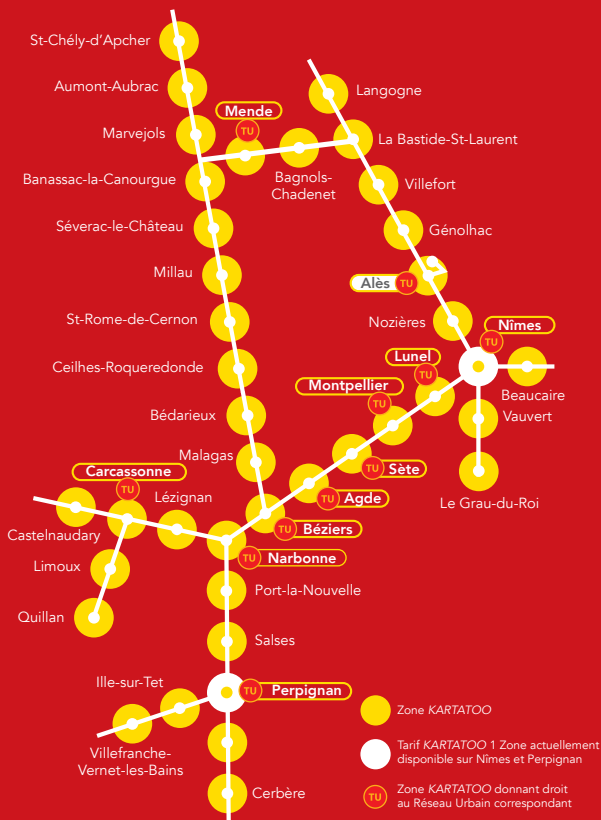 St-Chély-d'Apcher
Aumont-Aubrac
Marvejols
Mende
TU
Langogne
La Bastide-St-Laurent
Banassac-la-Canourgue
Bagnols-
Chadenet
Villefort
Séverac-le-Château
Génolhac
Millau
Alès
TU
St-Rome-de-Cernon
Nozières
Nîmes
TU
Ceilhes-Roqueredonde
Lunel
TU
Montpellier
TU
Beaucaire
Bédarieux
Vauvert
Malagas
Carcassonne
TU
Lézignan
TU
Sète
TU
Agde
Le Grau-du-Roi
Castelnaudary
TU
Béziers
TU
Narbonne
Limoux
Port-la-Nouvelle
Quillan
Salses
Ille-sur-Tet
TU
Perpignan
Villefranche-
Vernet-les-Bains
Cerbère
Zone KARTATOO
Tarif KARTATOO 1 Zone actuellement
disponible sur Nîmes et Perpignan
TU
Zone KARTATOO donnant droit
au Réseau Urbain correspondant